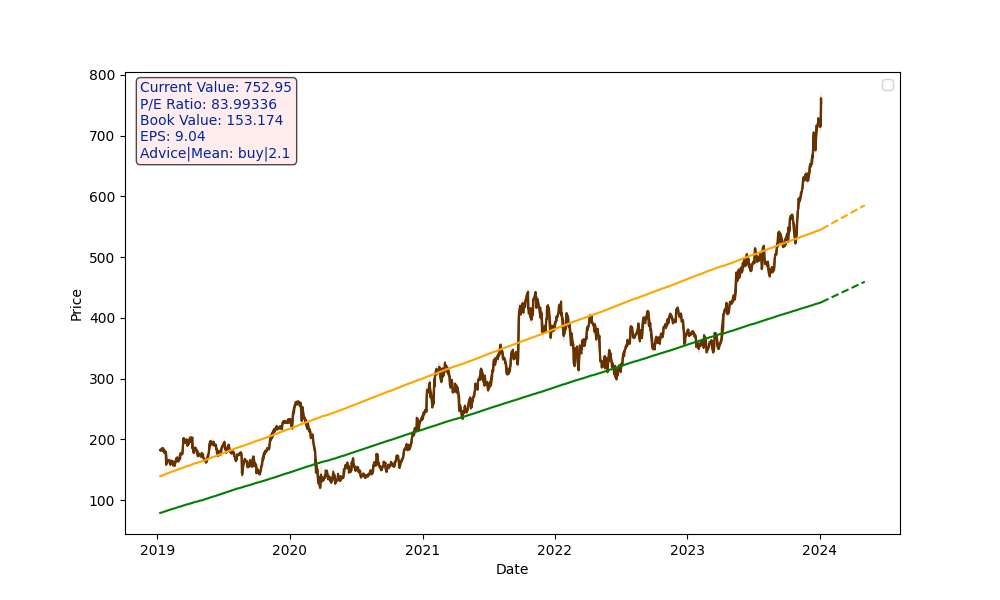 Current Value: 752.95
P/E Ratio: 83.99336
Book Value: 153.174
EPS: 9.04
Advice|Mean: buy|2.1
800
700
600
500
400
300
200
100
Price
2019 2020 2021 2022 2023 2024
Date